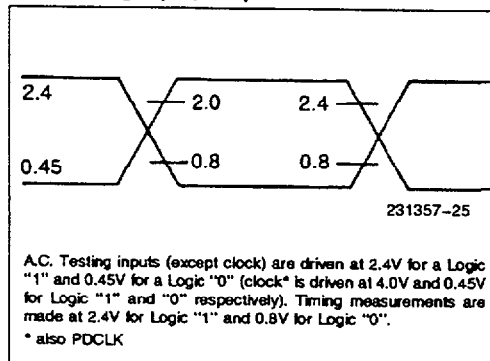 2.4
2.0
2.4
0.45
0.8
0.8
231357-25
A.C. Testing inputs (except clock) are driven at 2.4V for a Logic
"1" and 0.45V for a Logic "0" (clock* is driven at 4.0V and 0.45V
for Logic "1" and "0" respectively). Timing measurements are
made at 2.4V for Logic "1" and 0.8V for Logic "0".
* also PDCLK